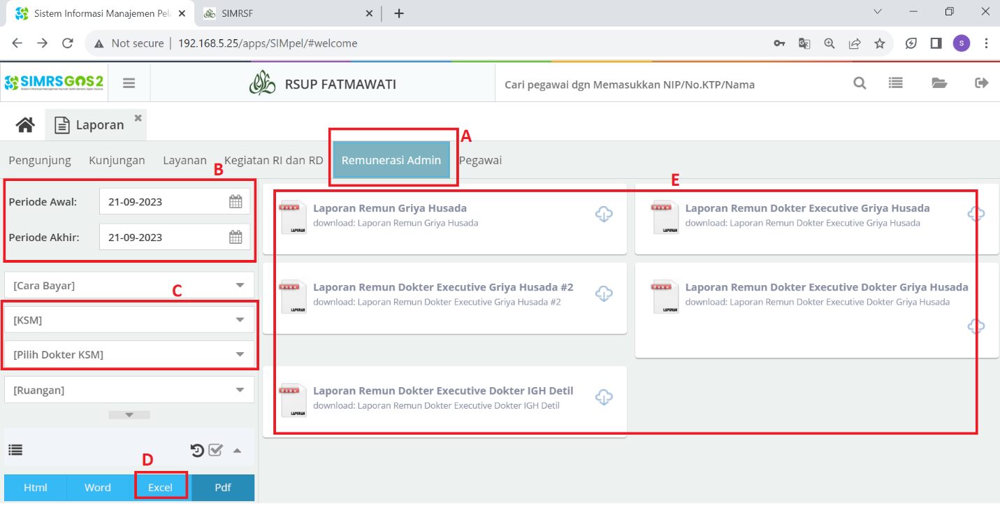 Sistem Informasi Manajemen Pela
SIMRSF
Not secure
192.168.5.25/apps/SIMpel/#welcome
s
SIMRSGOS2
RSUP FATMAWATI
Cari pegawai dgn Memasukkan NIP/No.KTP/Nama
Laporan
A
Pengunjung Kunjungan Layanan Kegiatan RI dan RD Remunerasi Admin Pegawai
B
E
Periode Awal: 21-09-2023
Periode Akhir: 21-09-2023
[Cara Bayar]
C
[KSM]
[Pilih Dokter KSM]
[Ruangan]
D
Html Word Excel Pdf
LAPORAN
Laporan Remun Griya Husada
download: Laporan Remun Griya Husada
LAPORAN
Laporan Remun Dokter Executive Griya Husada
download: Laporan Remun Dokter Executive Griya Husada
LAPORAN
Laporan Remun Dokter Executive Griya Husada #2
download: Laporan Remun Dokter Executive Griya Husada #2
LAPORAN
Laporan Remun Dokter Executive Dokter Griya Husada
download: Laporan Remun Dokter Executive Dokter Griya Husada
LAPORAN
Laporan Remun Dokter Executive Dokter IGH Detil
download: Laporan Remun Dokter Executive Dokter IGH Detil